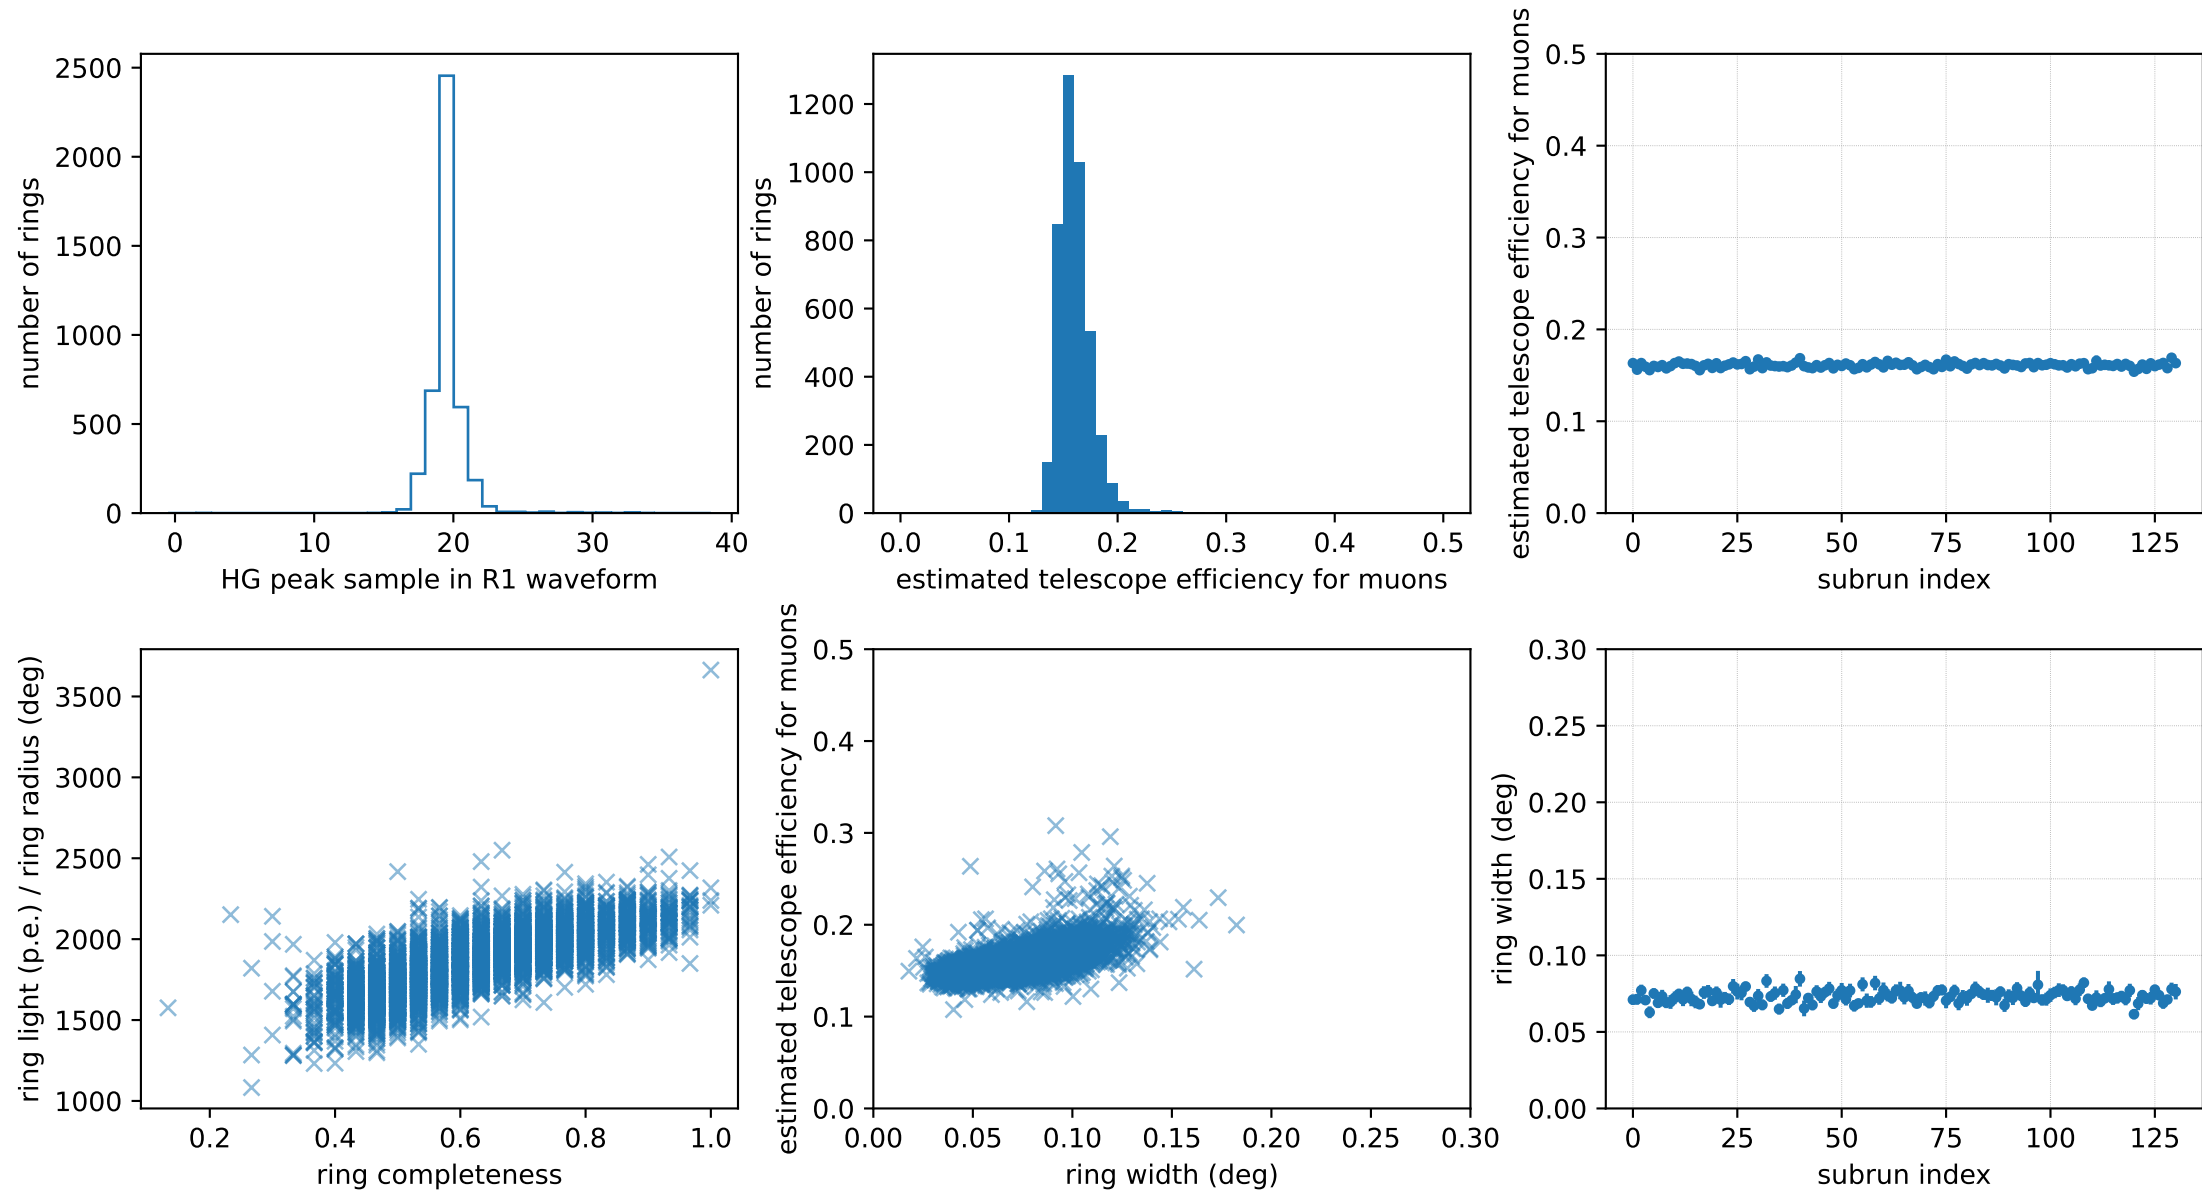 2500
2000
1500
1000
500
0
number of rings
0 10 20 30 40
HG peak sample in R1 waveform
1200
1000
800
600
400
200
0
number of rings
0.0 0.1 0.2 0.3 0.4 0.5
estimated telescope efficiency for muons
0.5
0.4
0.3
0.2
0.1
0.0
estimated telescope efficiency for muons
0 25 50 75 100 125
subrun index
3500
3000
2500
2000
1500
1000
ring light (p.e.) / ring radius (deg)
0.2 0.4 0.6 0.8 1.0
ring completeness
0.5
0.4
0.3
0.2
0.1
0.0
estimated telescope efficiency for muons
0.00 0.05 0.10 0.15 0.20 0.25 0.30
ring width (deg)
0.30
0.25
0.20
0.15
0.10
0.05
0.00
ring width (deg)
0 25 50 75 100 125
subrun index